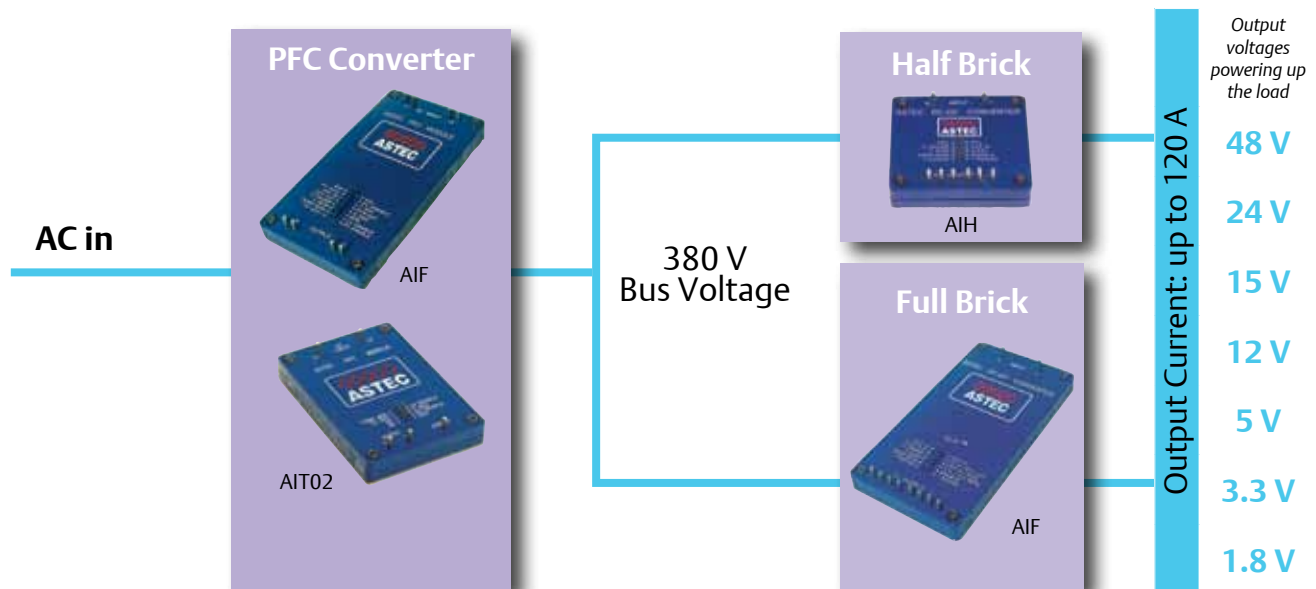 AC in
PFC Converter
ASTEC
AIF
ASTEC
AIT02
380 V
Bus Voltage
Half Brick
ASTEC
AIH
Full Brick
ASTEC
AIF
Output Current: up to 120 A
Output
voltages
powering up
the load
48 V
24 V
15 V
12 V
5 V
3.3 V
1.8 V